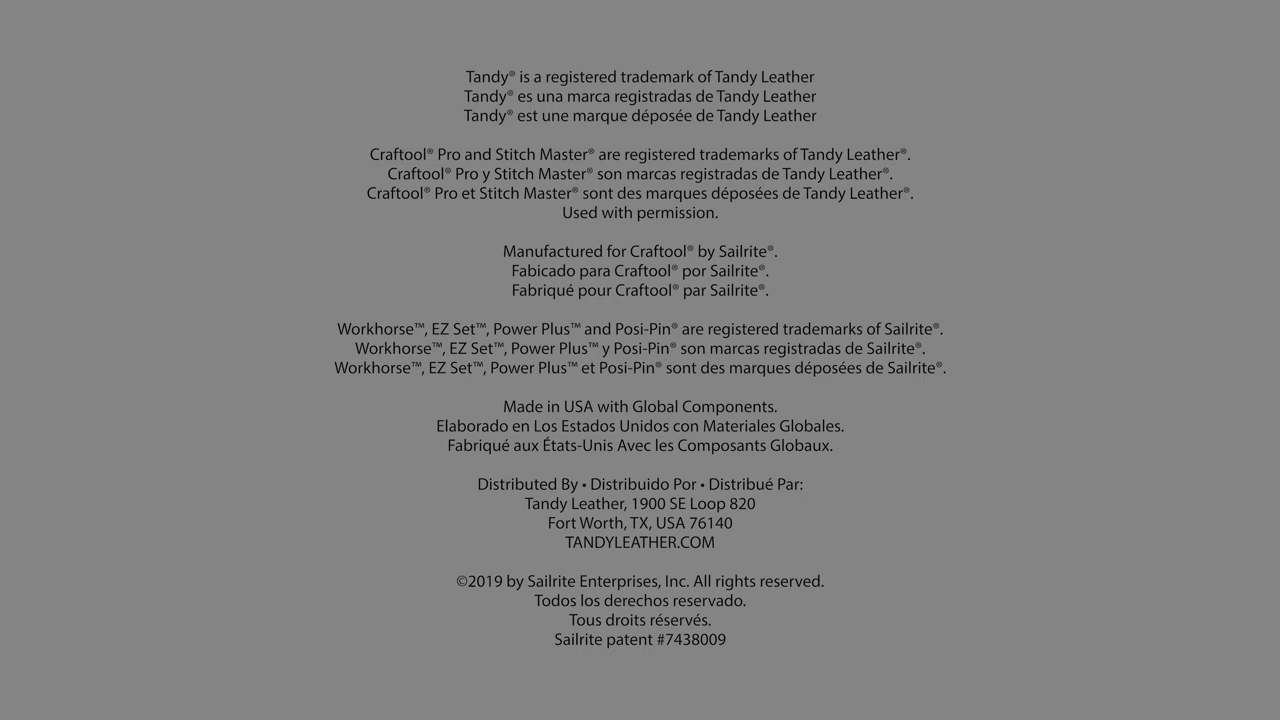 Tandy® is a registered trademark of Tandy Leather
Tandy® es una marca registradas de Tandy Leather
Tandy® est une marque déposée de Tandy Leather
Craftool® Pro and Stitch Master® are registered trademarks of Tandy Leather®.
Craftool® Pro y Stitch Master® son marcas registradas de Tandy Leather®.
Craftool® Pro et Stitch Master® sont des marques déposées de Tandy Leather®.
Used with permission.
Manufactured for Craftool® by Sailrite®.
Fabicado para Craftool® por Sailrite®.
Fabriqué pour Craftool® par Sailrite®.
Workhorse™, EZ Set™, Power Plus™ and Posi-Pin® are registered trademarks of Sailrite®.
Workhorse™, EZ Set™, Power Plus™ y Posi-Pin® son marcas registradas de Sailrite®.
Workhorse™, EZ Set™, Power Plus™ et Posi-Pin® sont des marques déposées de Sailrite®.
Made in USA with Global Components.
Elaborado en Los Estados Unidos con Materiales Globales.
Fabriqué aux États-Unis Avec les Composants Globaux.
Distributed By • Distribuido Por • Distribué Par:
Tandy Leather, 1900 SE Loop 820
Fort Worth, TX, USA 76140
TANDYLEATHER.COM
©2019 by Sailrite Enterprises, Inc. All rights reserved.
Todos los derechos reservado.
Tous droits réservés.
Sailrite patent #7438009